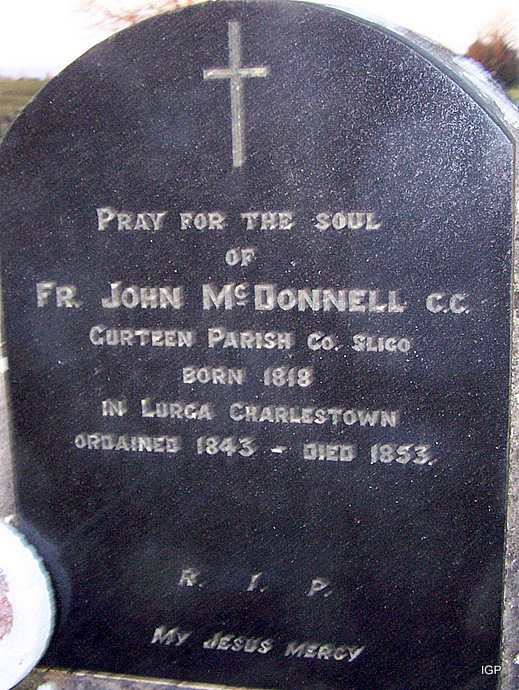 PRAY FOR THE SOUL
OF
FR. JOHN McDONNELL C.C.
CURTEEN PARISH CO. SLIGO
BORN 1818
IN LURGA CHARLESTOWN
ORDAINED 1843 - DIED 1853.
R. I. P.
MY JESUS MERCY
IGP